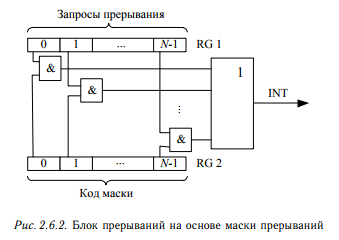 Запросы прерывания
0 1 ... N-1 RG 1
&
&
1
INT
...
&
0 1 ... N-1 RG 2
Код маски
Рис. 2.6.2. Блок прерываний на основе маски прерываний